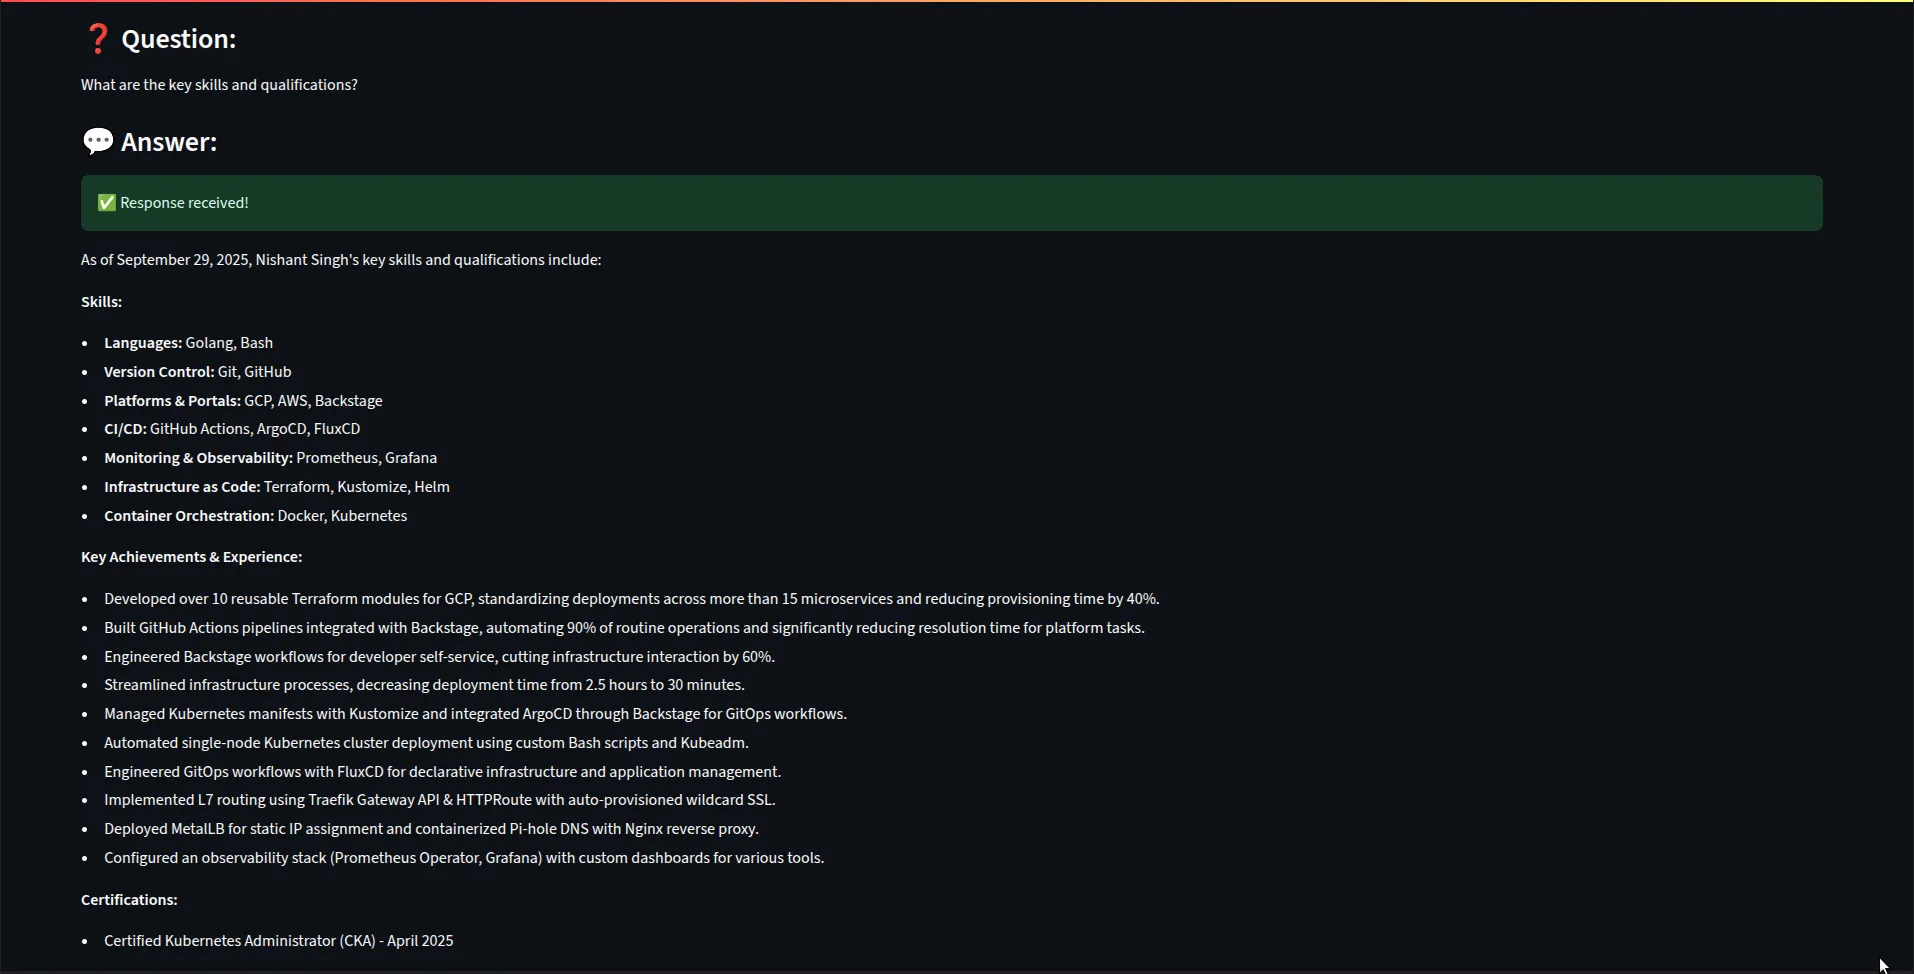 ❓ Question:
What are the key skills and qualifications?
💬 Answer:
✅ Response received!
As of September 29, 2025, Nishant Singh's key skills and qualifications include:
Skills:
• Languages: Golang, Bash
• Version Control: Git, GitHub
• Platforms & Portals: GCP, AWS, Backstage
• CI/CD: GitHub Actions, ArgoCD, FluxCD
• Monitoring & Observability: Prometheus, Grafana
• Infrastructure as Code: Terraform, Kustomize, Helm
• Container Orchestration: Docker, Kubernetes
Key Achievements & Experience:
• Developed over 10 reusable Terraform modules for GCP, standardizing deployments across more than 15 microservices and reducing provisioning time by 40%.
• Built GitHub Actions pipelines integrated with Backstage, automating 90% of routine operations and significantly reducing resolution time for platform tasks.
• Engineered Backstage workflows for developer self-service, cutting infrastructure interaction by 60%.
• Streamlined infrastructure processes, decreasing deployment time from 2.5 hours to 30 minutes.
• Managed Kubernetes manifests with Kustomize and integrated ArgoCD through Backstage for GitOps workflows.
• Automated single-node Kubernetes cluster deployment using custom Bash scripts and Kubeadm.
• Engineered GitOps workflows with FluxCD for declarative infrastructure and application management.
• Implemented L7 routing using Traefik Gateway API & HTTPRoute with auto-provisioned wildcard SSL.
• Deployed MetalLB for static IP assignment and containerized Pi-hole DNS with Nginx reverse proxy.
• Configured an observability stack (Prometheus Operator, Grafana) with custom dashboards for various tools.
Certifications:
• Certified Kubernetes Administrator (CKA) - April 2025